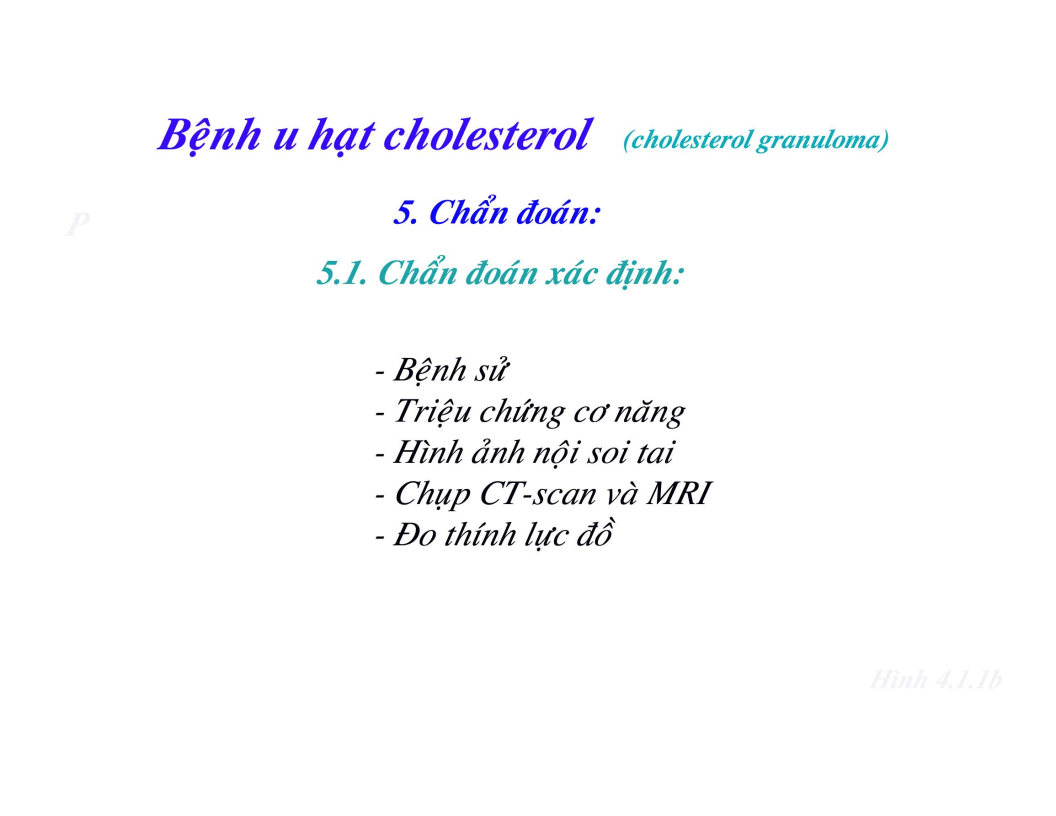 Bệnh u hạt cholesterol (cholesterol granuloma)
5. Chẩn đoán:
P
5.1. Chẩn đoán xác định:
- Bệnh sử
- Triệu chứng cơ năng
- Hình ảnh nội soi tai
- Chụp CT-scan và MRI
- Đo thính lực đồ
Hình 4.1.1b